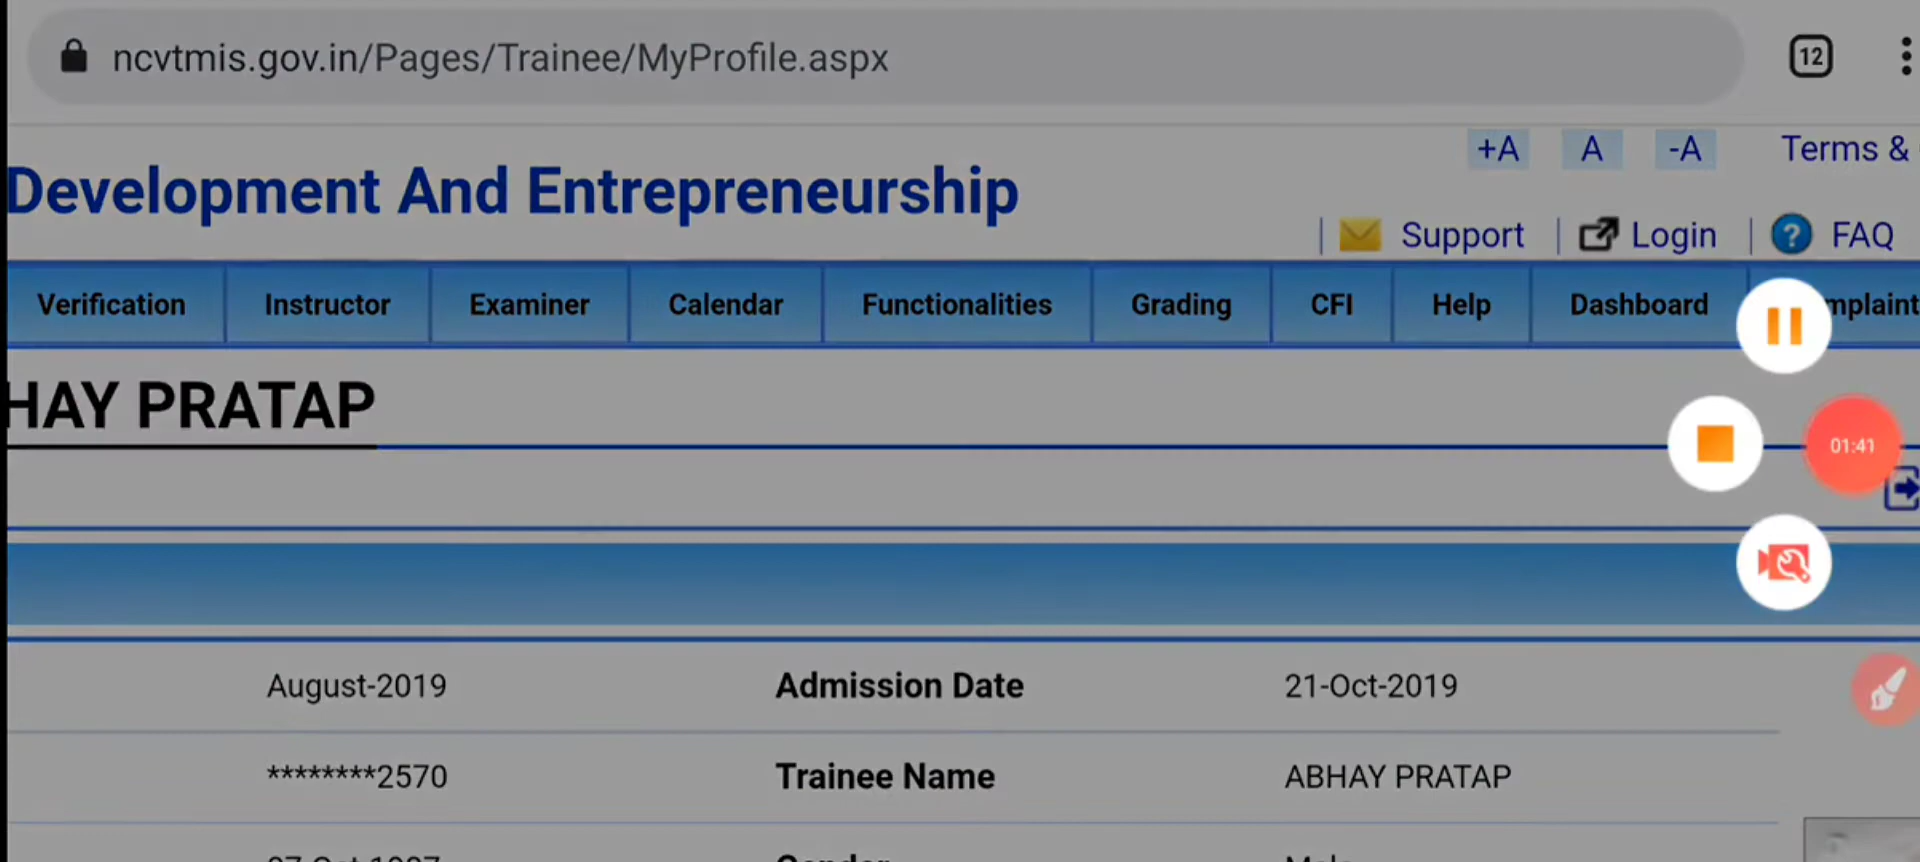 ncvtmis.gov.in/Pages/Trainee/MyProfile.aspx 12
+A A -A Terms &
Development And Entrepreneurship
Support Login ? FAQ
Verification Instructor Examiner Calendar Functionalities Grading CFI Help Dashboard mplaint
HAY PRATAP
01:41
August-2019 Admission Date 21-Oct-2019
********2570 Trainee Name ABHAY PRATAP